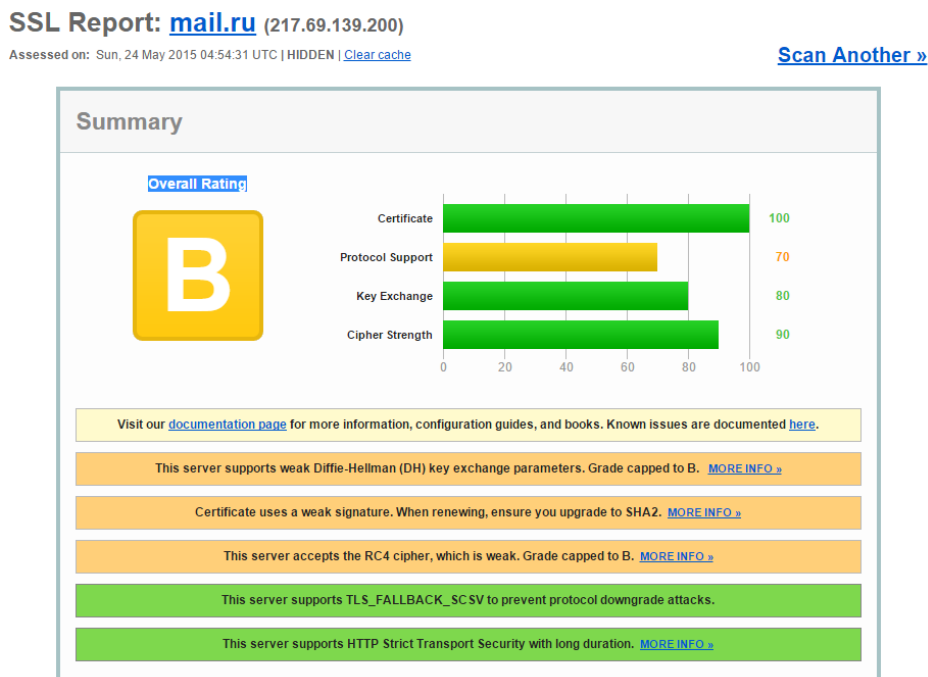 SSL Report: mail.ru (217.69.139.200)
Assessed on: Sun, 24 May 2015 04:54:31 UTC | HIDDEN | Clear cache
Scan Another »
Summary
Overall Rating
B
Certificate 100
Protocol Support 70
Key Exchange 80
Cipher Strength 90
0 20 40 60 80 100
Visit our documentation page for more information, configuration guides, and books. Known issues are documented here.
This server supports weak Diffie-Hellman (DH) key exchange parameters. Grade capped to B. MORE INFO »
Certificate uses a weak signature. When renewing, ensure you upgrade to SHA2. MORE INFO »
This server accepts the RC4 cipher, which is weak. Grade capped to B. MORE INFO »
This server supports TLS_FALLBACK_SCSV to prevent protocol downgrade attacks.
This server supports HTTP Strict Transport Security with long duration. MORE INFO »